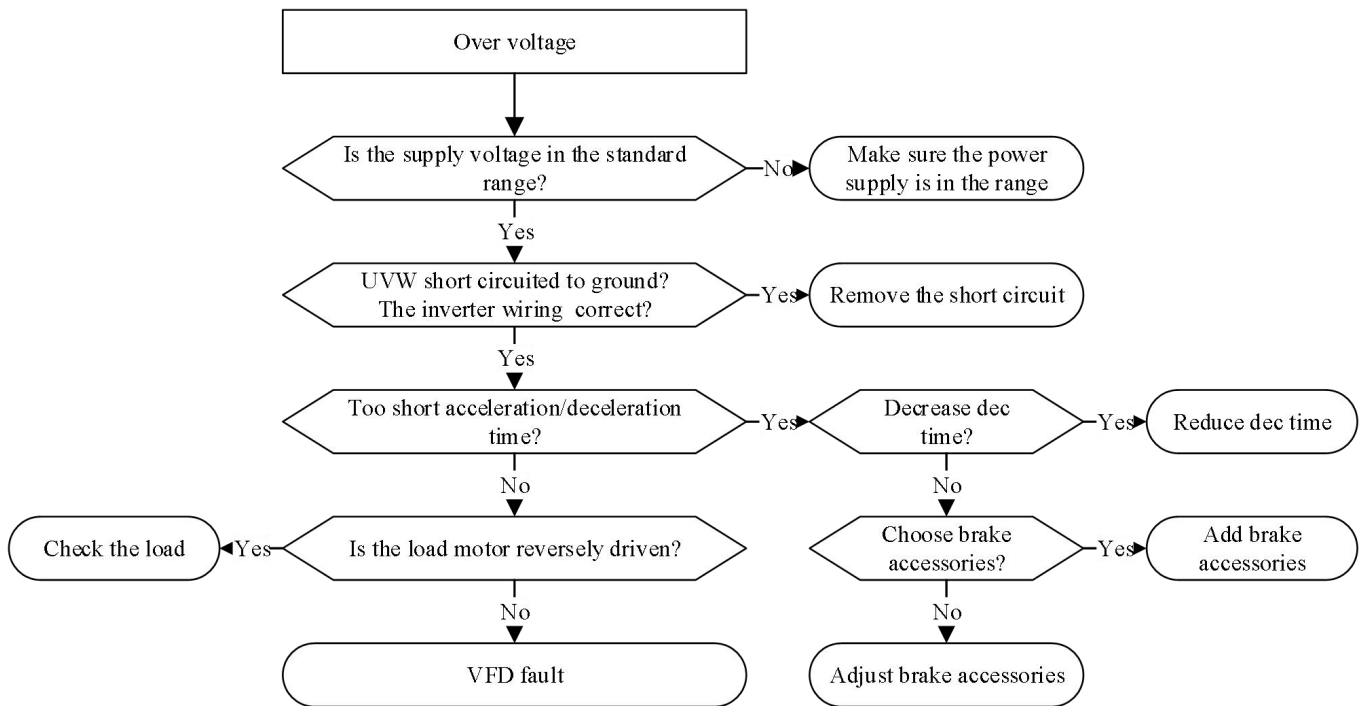 Over voltage
Is the supply voltage in the standard
range?
No
Make sure the power
supply is in the range
Yes
UVW short circuited to ground?
The inverter wiring correct?
Yes
Remove the short circuit
Yes
Too short acceleration/deceleration
time?
Yes
Decrease dec
time?
Yes
Reduce dec time
No
No
Check the load
Yes
Is the load motor reversely driven?
Choose brake
accessories?
Yes
Add brake
accessories
No
No
VFD fault
Adjust brake accessories